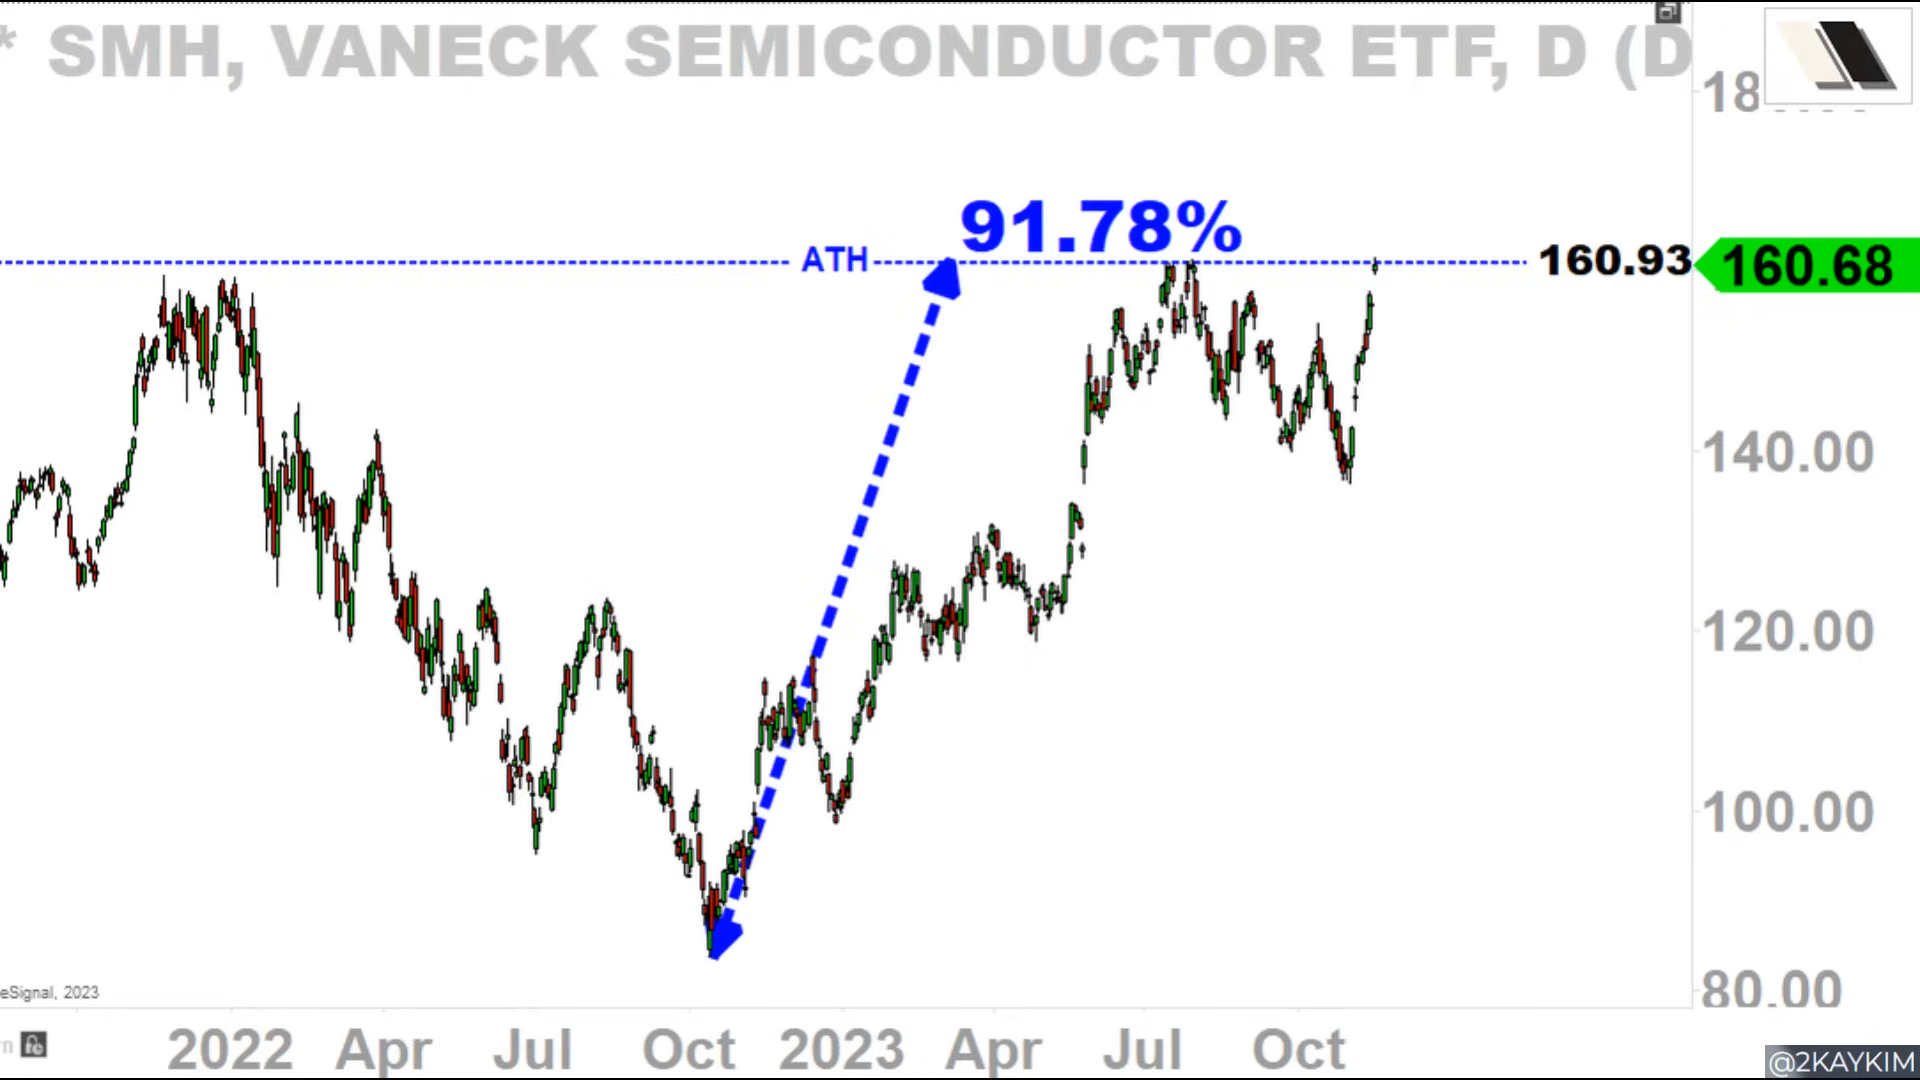 * SMH, VANECK SEMICONDUCTOR ETF, D (D
18
91.78%
ATH
160.93
160.68
140.00
120.00
100.00
80.00
eSignal, 2023
2022 Apr Jul Oct 2023 Apr Jul Oct
@2KAYKIM